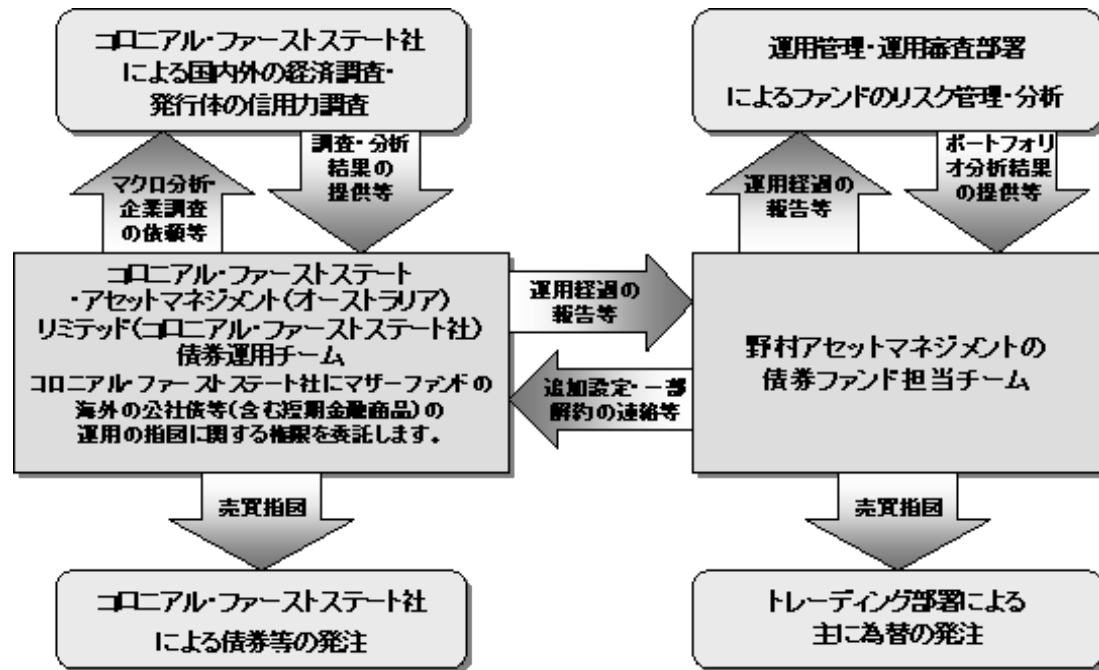 コロニアル・ファーストステート社
による国内外の経済調査・
発行体の信用力調査
運用管理・運用審査部署
によるファンドのリスク管理・分析
マクロ分析・
企業調査
の依頼等
調査・分析
結果の
提供等
運用経過の
報告等
ポートフォリ
オ分析結果
の提供等
コロニアル・ファーストステート
・アセットマネジメント(オーストラリア)
リミテッド(コロニアル・ファーストステート社)
債券運用チーム
コロニアル・ファーストステート社にマザーファンドの
海外の公社債等(含む短期金融商品)の
運用の指図に関する権限を委託します。
運用経過の
報告等
追加設定・一部
解約の連絡等
野村アセットマネジメントの
債券ファンド担当チーム
売買指図
売買指図
コロニアル・ファーストステート社
による債券等の発注
トレーディング部署による
主に為替の発注